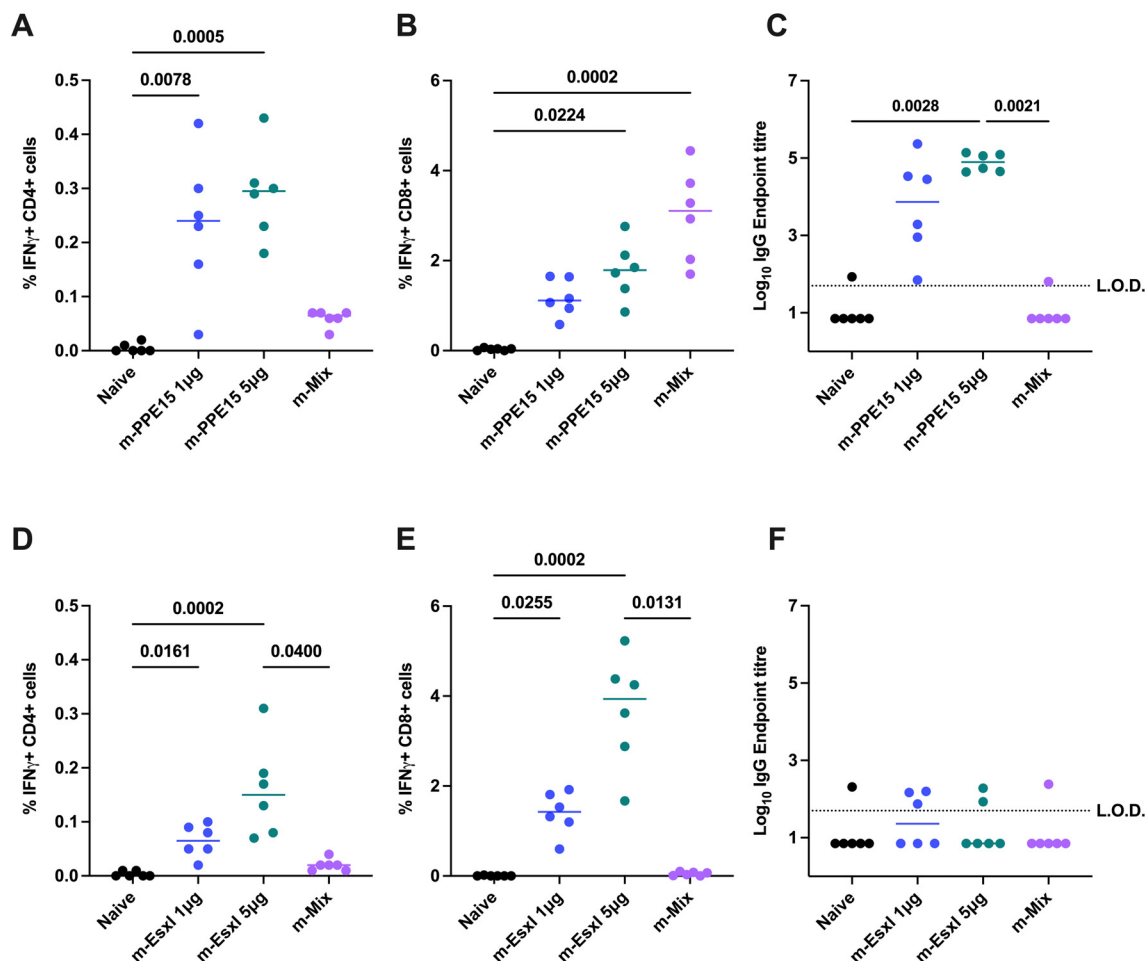 A
0.0005
0.0078
% IFNγ+ CD4+ cells
0.5
0.4
0.3
0.2
0.1
0.0
Naive
m-PPE15 1µg
m-PPE15 5µg
m-Mix
B
0.0002
0.0224
% IFNγ+ CD8+ cells
6
4
2
0
Naive
m-PPE15 1µg
m-PPE15 5µg
m-Mix
C
0.0028
0.0021
Log₁₀ IgG Endpoint titre
7
5
3
1
L.O.D.
Naive
m-PPE15 1µg
m-PPE15 5µg
m-Mix
D
0.0002
0.0161
0.0400
% IFNγ+ CD4+ cells
0.5
0.4
0.3
0.2
0.1
0.0
Naive
m-EsxI 1µg
m-EsxI 5µg
m-Mix
E
0.0002
0.0255
0.0131
% IFNγ+ CD8+ cells
6
4
2
0
Naive
m-EsxI 1µg
m-EsxI 5µg
m-Mix
F
Log₁₀ IgG Endpoint titre
7
5
3
1
L.O.D.
Naive
m-EsxI 1µg
m-EsxI 5µg
m-Mix